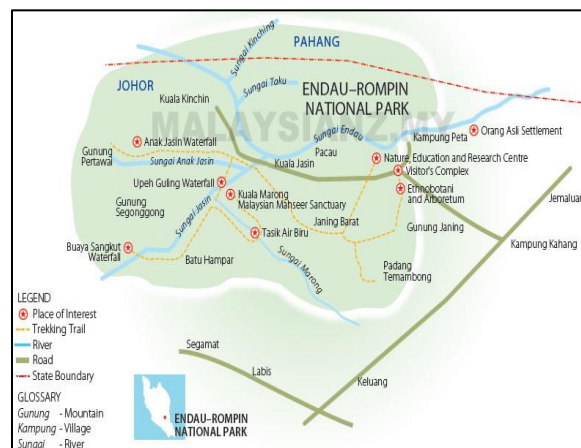 Sungai Kinching
PAHANG
JOHOR
Sungai Taku
ENDAU–ROMPIN
NATIONAL PARK
Kuala Kinchin
MALAYSIANZ.MY
Anak Jasin Waterfall
Sungai Endau
Kampung Peta
Orang Asli Settlement
Gunung
Pertawal
Sungai Anak Jasin
Kuala Jasin
Pacau
Nature, Education and Research Centre
Visitor's Complex
Upeh Guling Waterfall
Kuala Marong
Malaysian Mahseer Sanctuary
Ethinobotani
and Arboretum
Jemaluang
Gunung
Segonggong
Sungai Jasin
Janing Barat
Gunung Janing
Tasik Air Biru
Kampung Kahang
Buaya Sangkut
Waterfall
Batu Hampar
Sungai Marong
Padang
Temambong
LEGEND
Place of Interest
Trekking Trail
River
Road
State Boundary
Segamat
Labis
Keluang
GLOSSARY
Gunung - Mountain
Kampung - Village
Sungai - River
ENDAU–ROMPIN
NATIONAL PARK